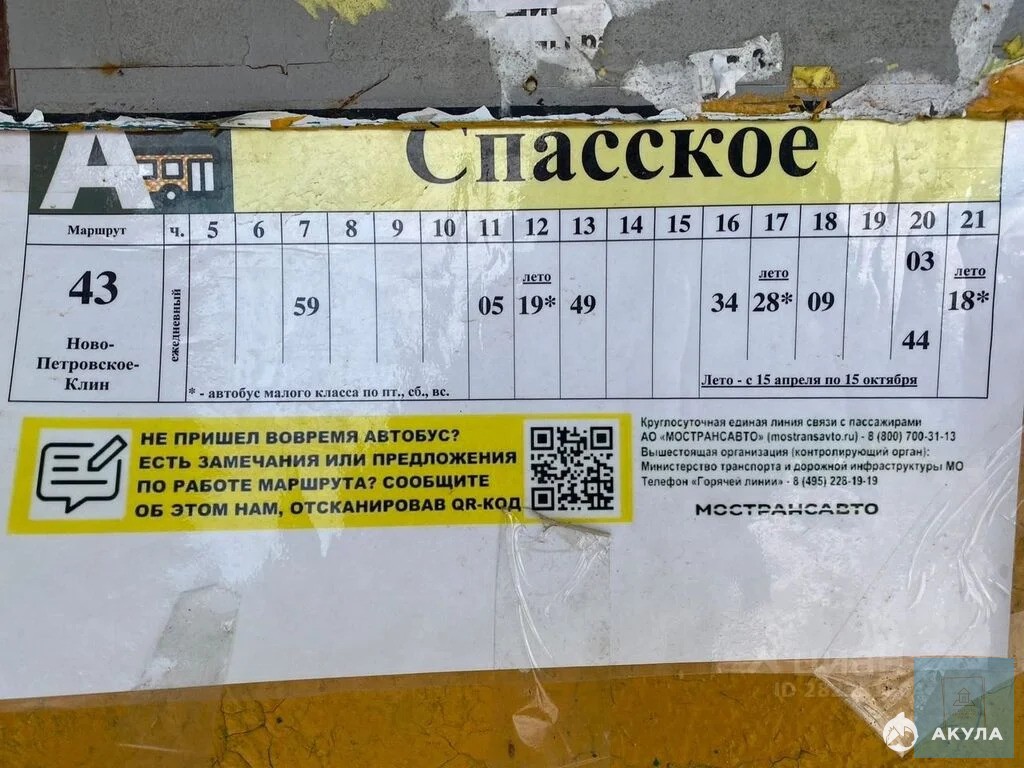 А Спасское
Маршрут ч. 5 6 7 8 9 10 11 12 13 14 15 16 17 18 19 20 21
43 ежедневный 59 05 лето 19* 49 34 лето 28* 09 03 44 лето 18*
Ново-
Петровское-
Клин
* - автобус малого класса по пт., сб., вс.
Лето - с 15 апреля по 15 октября
НЕ ПРИШЕЛ ВОВРЕМЯ АВТОБУС?
ЕСТЬ ЗАМЕЧАНИЯ ИЛИ ПРЕДЛОЖЕНИЯ
ПО РАБОТЕ МАРШРУТА? СООБЩИТЕ
ОБ ЭТОМ НАМ, ОТСКАНИРОВАВ QR-КОД
Круглосуточная единая линия связи с пассажирами
АО «МОСТРАНСАВТО» (mostransavto.ru) - 8 (800) 700-31-13
Вышестоящая организация (контролирующий орган):
Министерство транспорта и дорожной инфраструктуры МО
Телефон «Горячей линии» - 8 (495) 228-19-19
МОСТРАНСАВТО
ID
АКУЛА